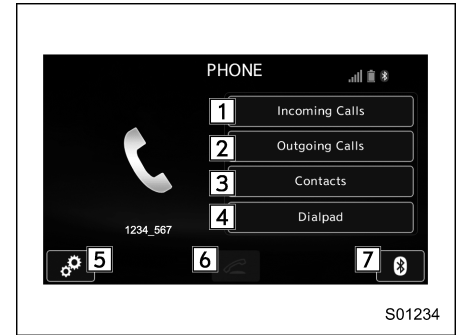 PHONE
1 Incoming Calls
2 Outgoing Calls
3 Contacts
4 Dialpad
1234_567
5 6 7
S01234